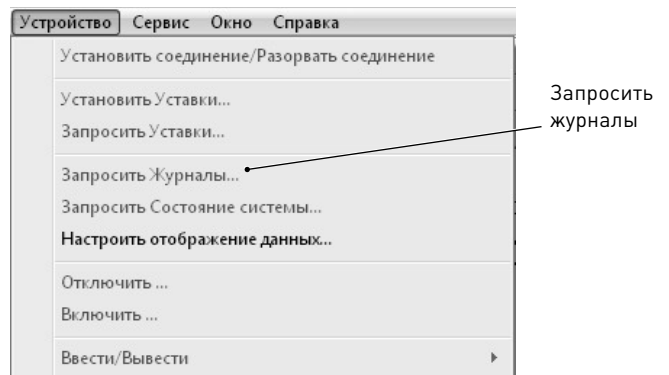 Устройство Сервис Окно Справка
Установить соединение/Разорвать соединение
Установить Уставки...
Запросить Уставки...
Запросить Журналы...
Запросить Состояние системы...
Настроить отображение данных...
Отключить ...
Включить ...
Ввести/Вывести
Запросить
журналы